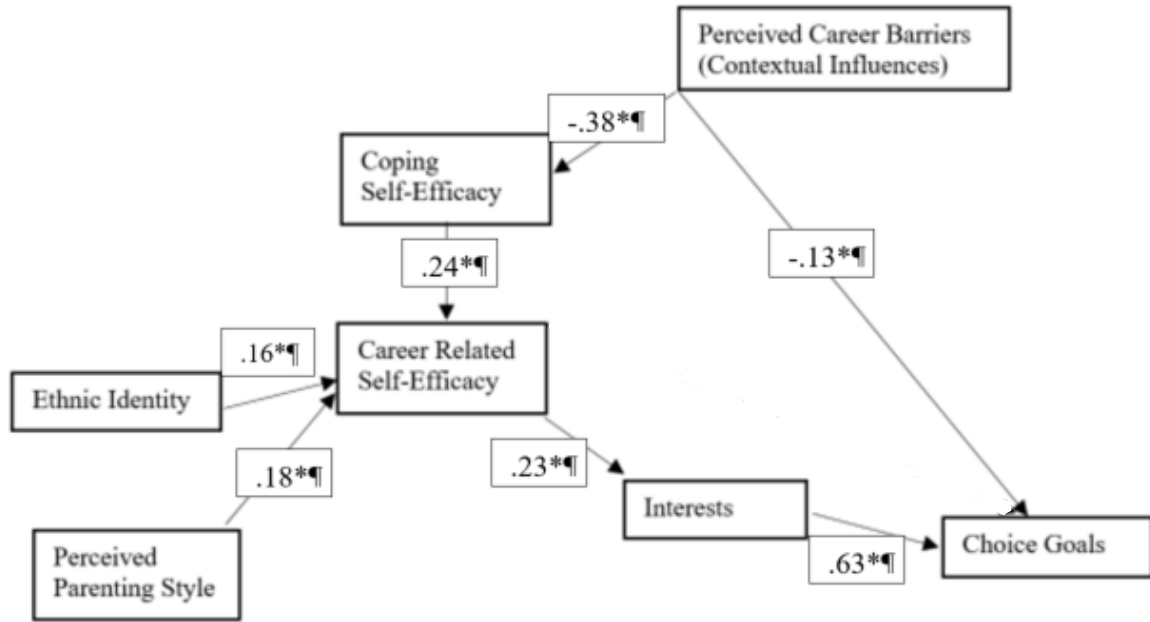 Perceived Career Barriers
(Contextual Influences)
-.38*¶
Coping
Self-Efficacy
.24*¶
-.13*¶
.16*¶
Career Related
Self-Efficacy
Ethnic Identity
.18*¶
.23*¶
Interests
Choice Goals
.63*¶
Perceived
Parenting Style